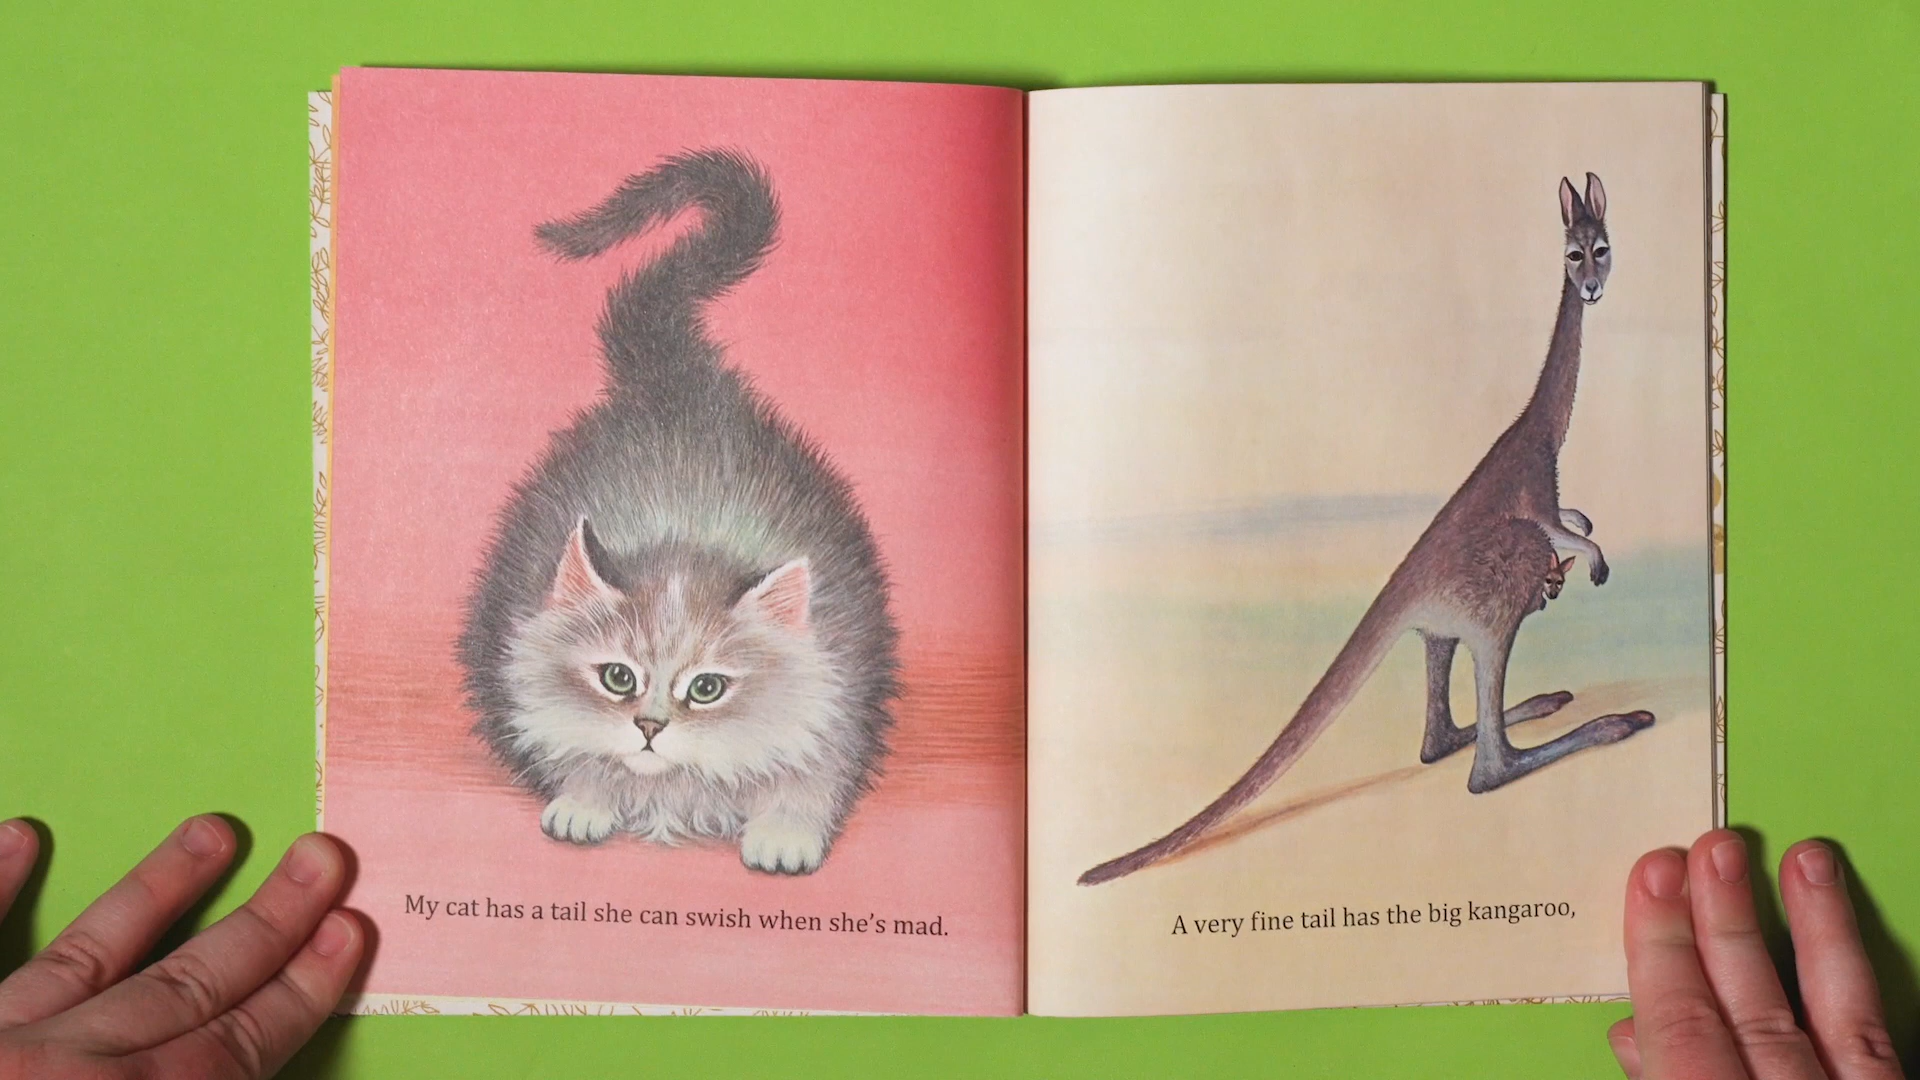 My cat has a tail she can swish when she's mad.
A very fine tail has the big kangaroo,